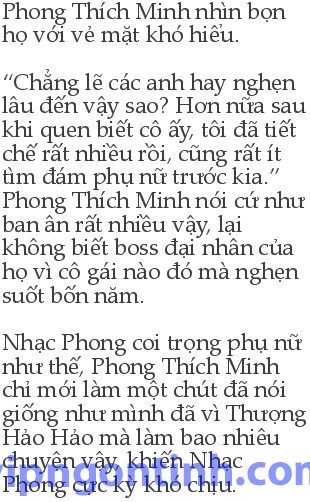 Phong Thích Minh nhìn bọn
họ với vẻ mặt khó hiểu.
“Chẳng lẽ các anh hay nghẹn
lâu đến vậy sao? Hơn nữa sau
khi quen biết cô ấy, tôi đã tiết
chế rất nhiều rồi, cũng rất ít
tìm đám phụ nữ trước kia.”
Phong Thích Minh nói cứ như
ban ân rất nhiều vậy, lại
không biết boss đại nhân của
họ vì cô gái nào đó mà nghẹn
suốt bốn năm.
Nhạc Phong coi trọng phụ nữ
như thế, Phong Thích Minh
chỉ mới làm một chút đã nói
giống như mình đã vì Thượng
Hảo Hảo mà làm bao nhiêu
chuyện vậy, khiến Nhạc
Phong cực kỳ khó chịu.
vipngontinh.com